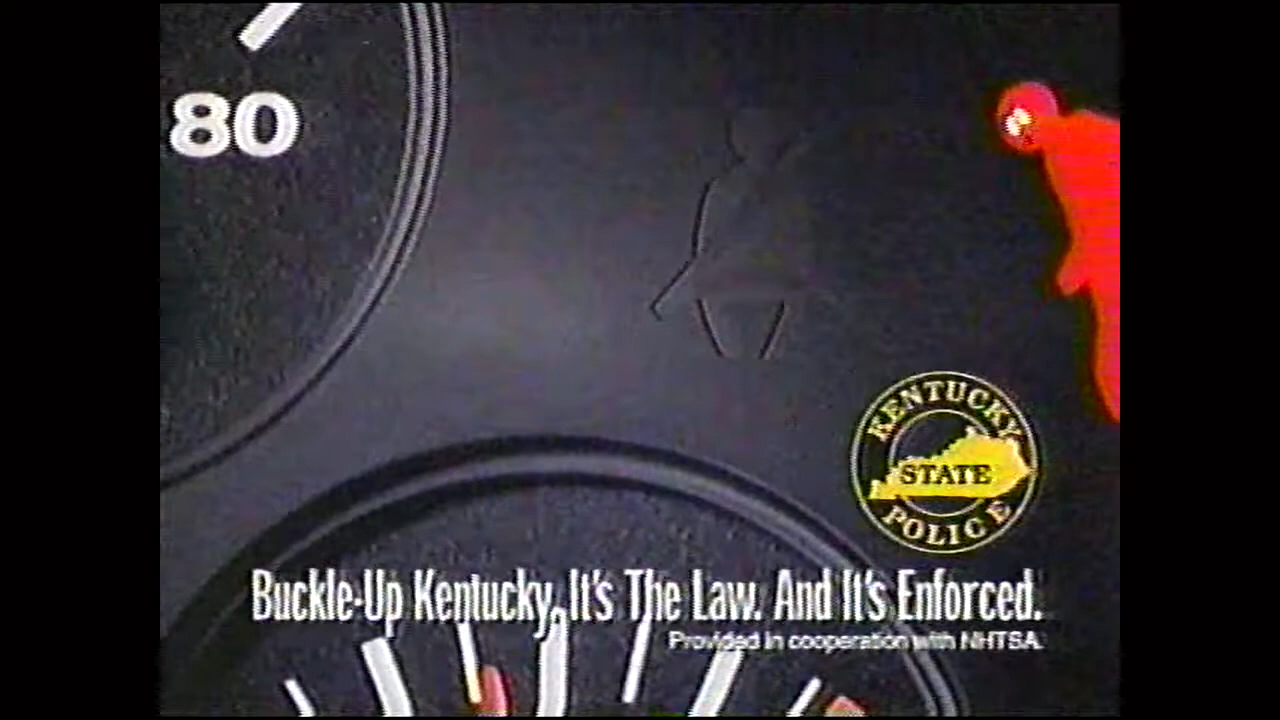 80
KENTUCKY
STATE
POLICE
Buckle-Up Kentucky. It's The Law. And It's Enforced.
Provided in cooperation with NHTSA.